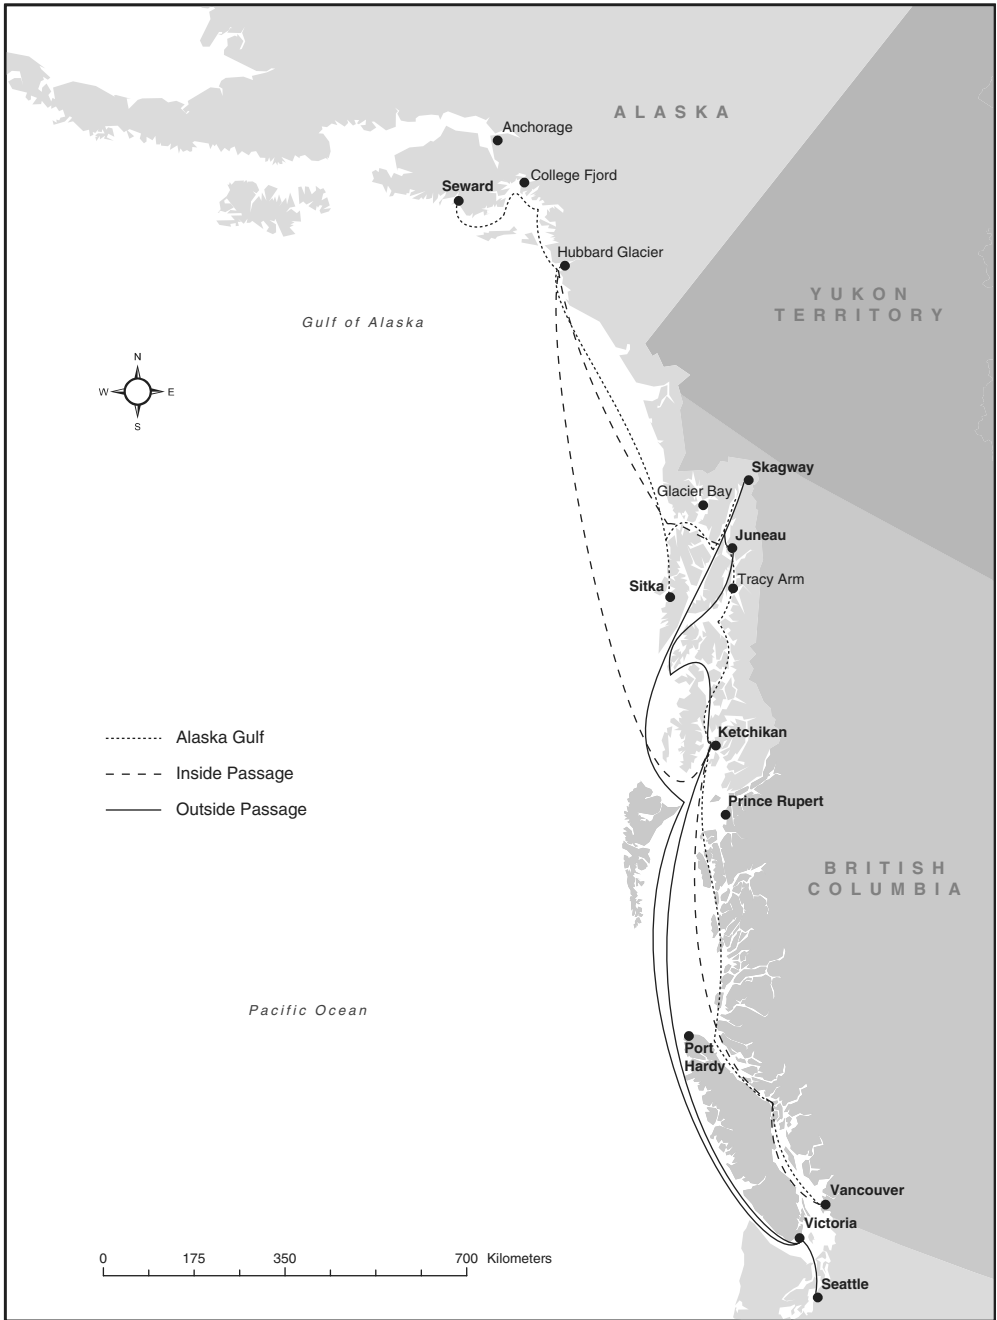 ALASKA
Anchorage
College Fjord
Seward
Hubbard Glacier
YUKON
TERRITORY
Gulf of Alaska
N
W
E
S
Skagway
Glacier Bay
Juneau
Tracy Arm
Sitka
Alaska Gulf
Inside Passage
Outside Passage
Ketchikan
Prince Rupert
BRITISH
COLUMBIA
Pacific Ocean
Port
Hardy
Vancouver
Victoria
0 175 350 700 Kilometers
Seattle